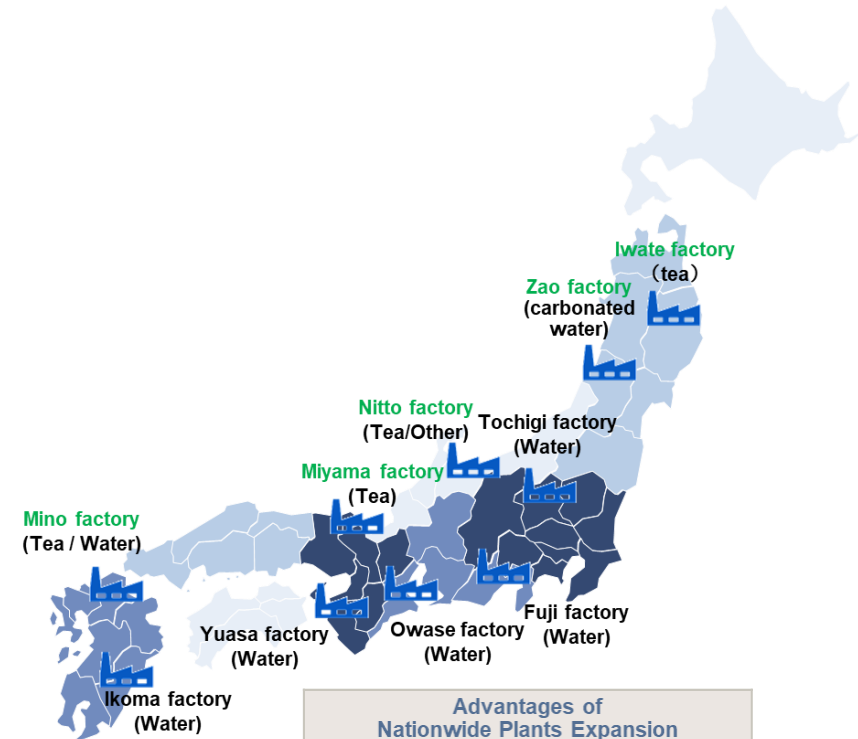 Iwate factory
（tea）
Zao factory
(carbonated
water)
Nitto factory
(Tea/Other)
Tochigi factory
(Water)
Miyama factory
(Tea)
Mino factory
(Tea / Water)
Fuji factory
(Water)
Owase factory
(Water)
Yuasa factory
(Water)
Ikoma factory
(Water)
Advantages of
Nationwide Plants Expansion